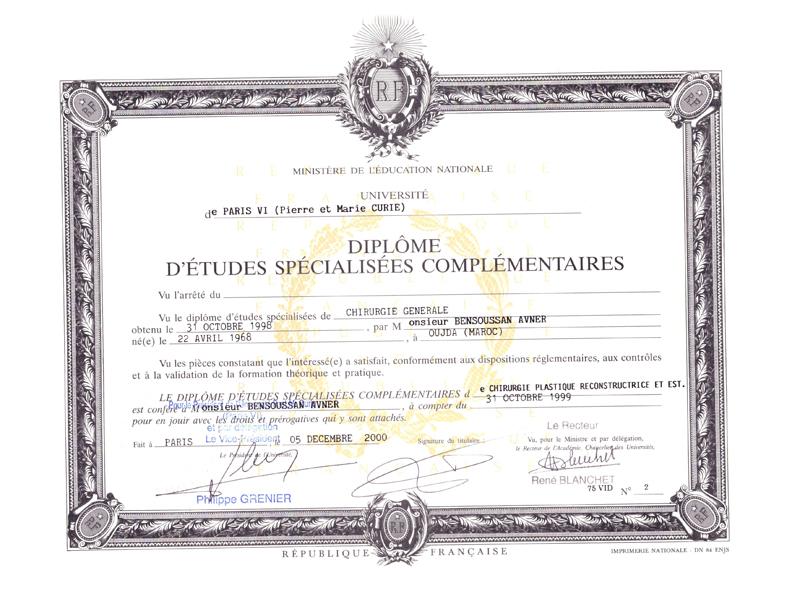 R.F
MINISTÈRE DE L'ÉDUCATION NATIONALE
UNIVERSITÉ
de PARIS VI (Pierre et Marie CURIE)
DIPLÔME
D'ÉTUDES SPÉCIALISÉES COMPLÉMENTAIRES
Vu l'arrêté du
Vu le diplôme d'études spécialisées de CHIRURGIE GENERALE
obtenu le 31 OCTOBRE 1998 , par Monsieur BENSOUSSAN AVNER
né(e) le 22 AVRIL 1968 , à OUJDA (MAROC)
Vu les pièces constatant que l'intéressé(e) a satisfait, conformément aux dispositions réglementaires, aux contrôles
et à la validation de la formation théorique et pratique.
LE DIPLÔME D'ÉTUDES SPÉCIALISÉES COMPLÉMENTAIRES de CHIRURGIE PLASTIQUE RECONSTRUCTRICE ET EST.
est conféré à Monsieur BENSOUSSAN AVNER , à compter du 31 OCTOBRE 1999
pour en jouir avec les droits et prérogatives qui y sont attachés.
et par délégation
Le Vice-Président
Fait à PARIS , le 05 DECEMBRE 2000
Le Président de l'Université,
Philippe GRENIER
Signature du titulaire :
Le Recteur
Vu, pour le Ministre et par délégation,
le Recteur de l'Académie, Chancelier des Universités,
René BLANCHET
75 VID N° 2
RÉPUBLIQUE FRANÇAISE
IMPRIMERIE NATIONALE - DN 84 ENJS